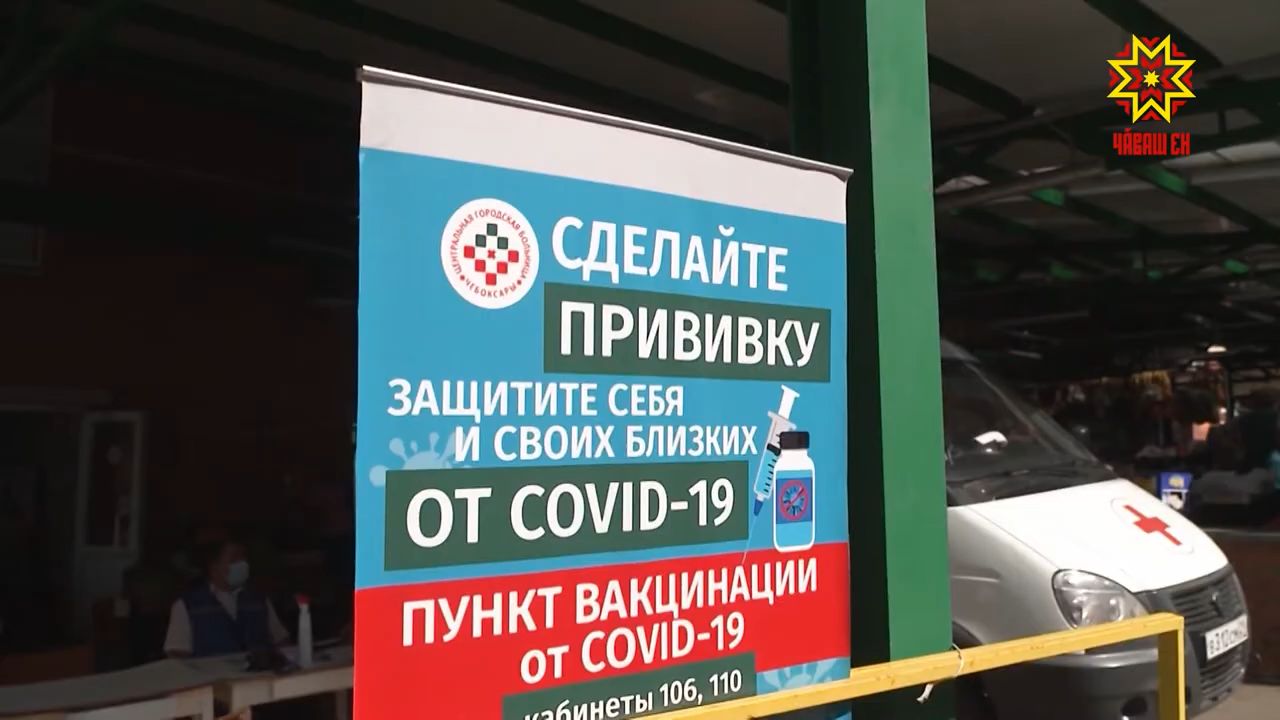 ЧӐВАШ ЕН
ЦЕНТРАЛЬНАЯ ГОРОДСКАЯ БОЛЬНИЦА
ЧЕБОКСАРЫ
СДЕЛАЙТЕ
ПРИВИВКУ
ЗАЩИТИТЕ СЕБЯ
И СВОИХ БЛИЗКИХ
ОТ COVID-19
ПУНКТ ВАКЦИНАЦИИ
от COVID-19
кабинеты 106, 110